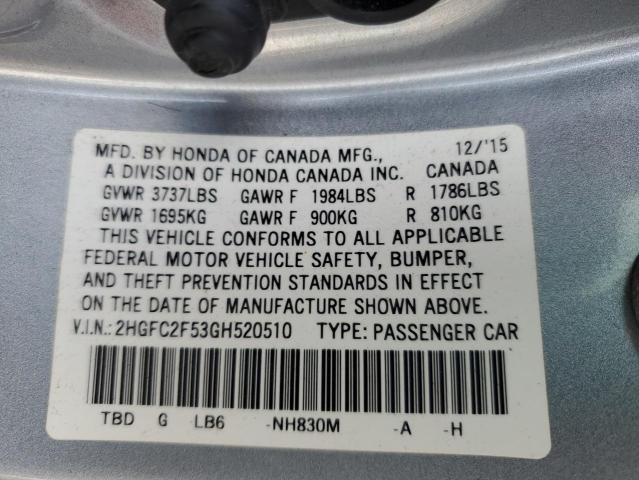 MFD. BY HONDA OF CANADA MFG., 12/'15
A DIVISION OF HONDA CANADA INC. CANADA
GVWR 3737LBS GAWR F 1984LBS R 1786LBS
GVWR 1695KG GAWR F 900KG R 810KG
THIS VEHICLE CONFORMS TO ALL APPLICABLE
FEDERAL MOTOR VEHICLE SAFETY, BUMPER,
AND THEFT PREVENTION STANDARDS IN EFFECT
ON THE DATE OF MANUFACTURE SHOWN ABOVE.
V.I.N.: 2HGFC2F53GH520510 TYPE: PASSENGER CAR
TBD G LB6 -NH830M -A -H